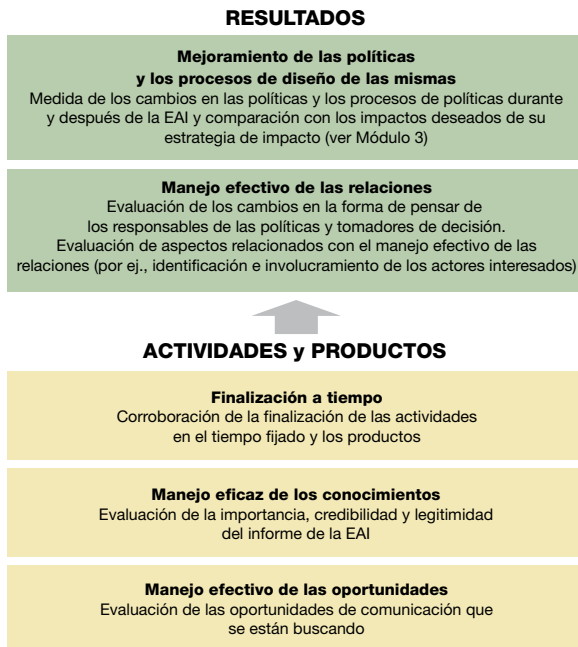 RESULTADOS
Mejoramiento de las políticas
y los procesos de diseño de las mismas
Medida de los cambios en las políticas y los procesos de políticas durante
y después de la EAI y comparación con los impactos deseados de su
estrategia de impacto (ver Módulo 3)
Manejo efectivo de las relaciones
Evaluación de los cambios en la forma de pensar de
los responsables de las políticas y tomadores de decisión.
Evaluación de aspectos relacionados con el manejo efectivo de las
relaciones (por ej., identificación e involucramiento de los actores interesados)
ACTIVIDADES y PRODUCTOS
Finalización a tiempo
Corroboración de la finalización de las actividades
en el tiempo fijado y los productos
Manejo eficaz de los conocimientos
Evaluación de la importancia, credibilidad y legitimidad
del informe de la EAI
Manejo efectivo de las oportunidades
Evaluación de las oportunidades de comunicación que
se están buscando